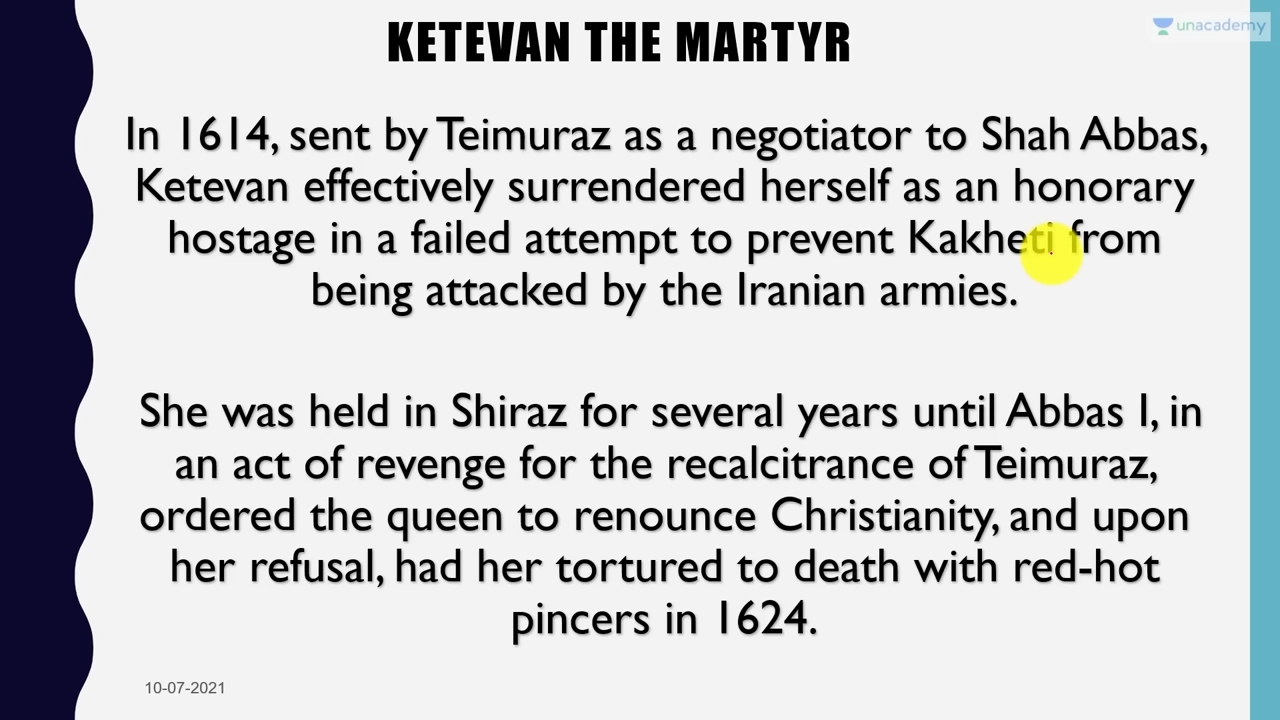 KETEVAN THE MARTYR
unacademy
In 1614, sent by Teimuraz as a negotiator to Shah Abbas,
Ketevan effectively surrendered herself as an honorary
hostage in a failed attempt to prevent Kakheti from
being attacked by the Iranian armies.
She was held in Shiraz for several years until Abbas I, in
an act of revenge for the recalcitrance of Teimuraz,
ordered the queen to renounce Christianity, and upon
her refusal, had her tortured to death with red-hot
pincers in 1624.
10-07-2021